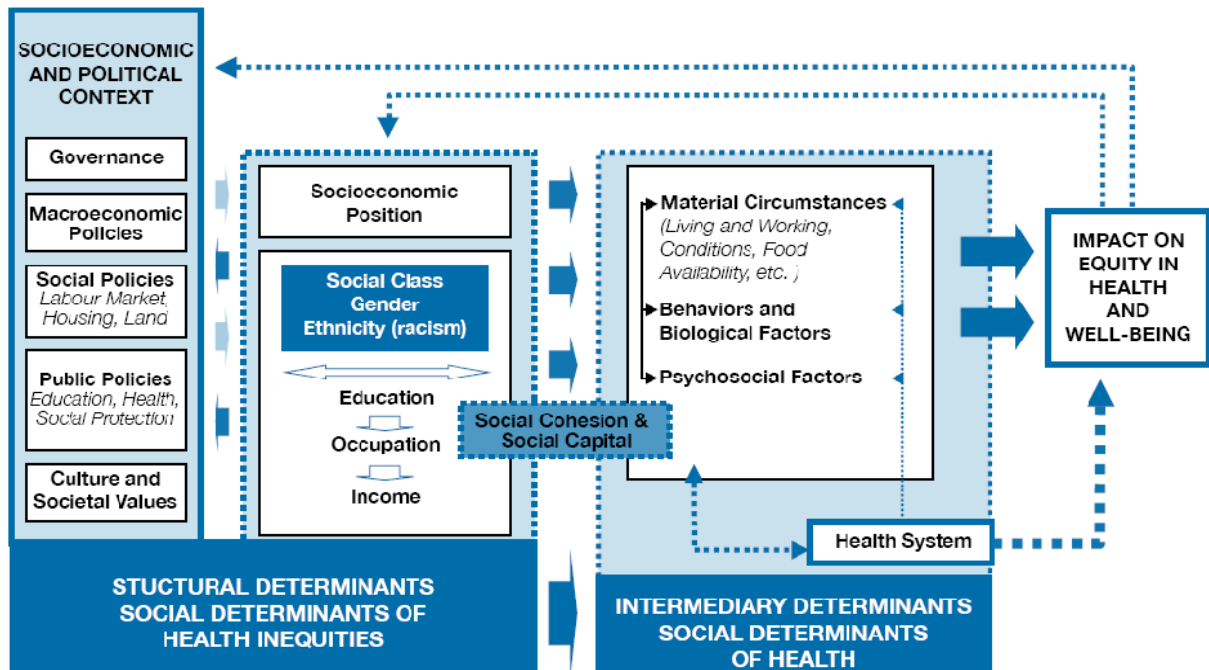 SOCIOECONOMIC
AND POLITICAL
CONTEXT
Governance
Macroeconomic
Policies
Social Policies
Labour Market,
Housing, Land
Public Policies
Education, Health,
Social Protection
Culture and
Societal Values
Socioeconomic
Position
Social Class
Gender
Ethnicity (racism)
Education
Occupation
Income
Social Cohesion &
Social Capital
Material Circumstances
(Living and Working,
Conditions, Food
Availability, etc. )
Behaviors and
Biological Factors
Psychosocial Factors
Health System
IMPACT ON
EQUITY IN
HEALTH
AND
WELL-BEING
STUCTURAL DETERMINANTS
SOCIAL DETERMINANTS OF
HEALTH INEQUITIES
INTERMEDIARY DETERMINANTS
SOCIAL DETERMINANTS
OF HEALTH